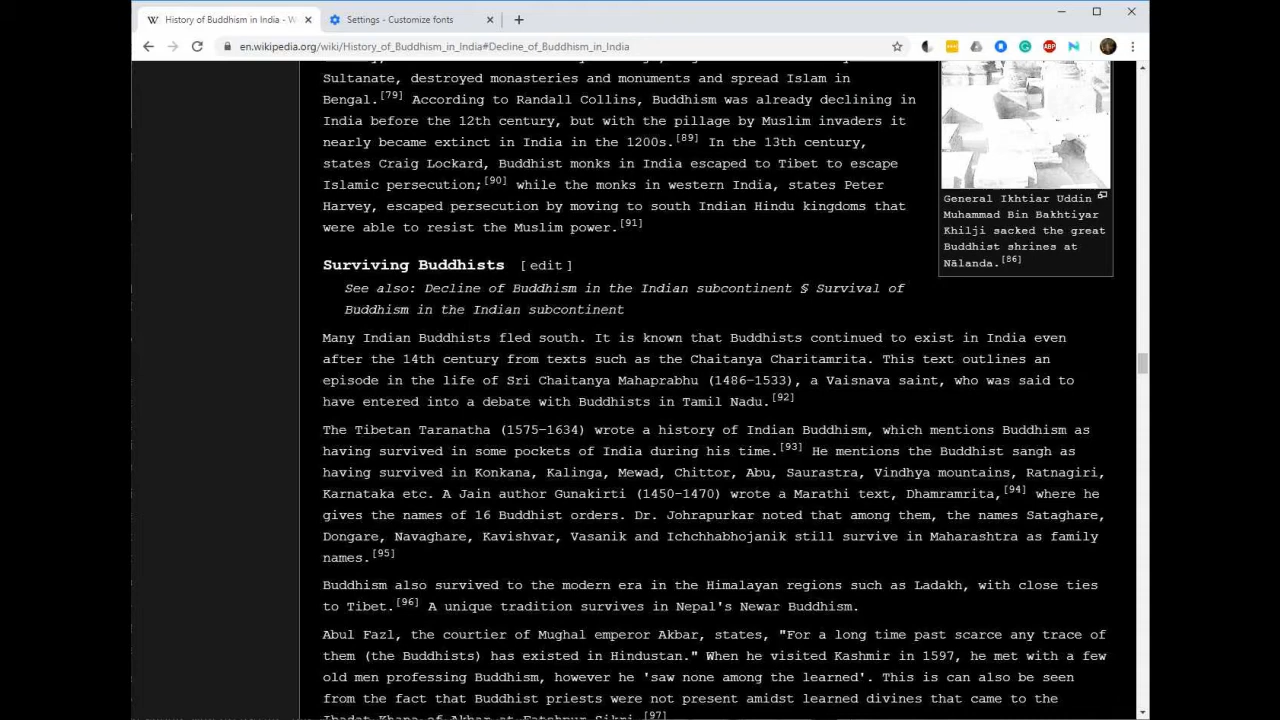 History of Buddhism in India - W
Settings - Customize fonts
en.wikipedia.org/wiki/History_of_Buddhism_in_India#Decline_of_Buddhism_in_India
ABP
Sultanate, destroyed monasteries and monuments and spread Islam in
Bengal.[79] According to Randall Collins, Buddhism was already declining in
India before the 12th century, but with the pillage by Muslim invaders it
nearly became extinct in India in the 1200s.[89] In the 13th century,
states Craig Lockard, Buddhist monks in India escaped to Tibet to escape
Islamic persecution;[90] while the monks in western India, states Peter
Harvey, escaped persecution by moving to south Indian Hindu kingdoms that
were able to resist the Muslim power.[91]
General Ikhtiar Uddin
Muhammad Bin Bakhtiyar
Khilji sacked the great
Buddhist shrines at
Nālanda.[86]
Surviving Buddhists [edit]
See also: Decline of Buddhism in the Indian subcontinent § Survival of
Buddhism in the Indian subcontinent
Many Indian Buddhists fled south. It is known that Buddhists continued to exist in India even
after the 14th century from texts such as the Chaitanya Charitamrita. This text outlines an
episode in the life of Sri Chaitanya Mahaprabhu (1486–1533), a Vaisnava saint, who was said to
have entered into a debate with Buddhists in Tamil Nadu.[92]
The Tibetan Taranatha (1575–1634) wrote a history of Indian Buddhism, which mentions Buddhism as
having survived in some pockets of India during his time.[93] He mentions the Buddhist sangh as
having survived in Konkana, Kalinga, Mewad, Chittor, Abu, Saurastra, Vindhya mountains, Ratnagiri,
Karnataka etc. A Jain author Gunakirti (1450–1470) wrote a Marathi text, Dhamramrita,[94] where he
gives the names of 16 Buddhist orders. Dr. Johrapurkar noted that among them, the names Sataghare,
Dongare, Navaghare, Kavishvar, Vasanik and Ichchhabhojanik still survive in Maharashtra as family
names.[95]
Buddhism also survived to the modern era in the Himalayan regions such as Ladakh, with close ties
to Tibet.[96] A unique tradition survives in Nepal's Newar Buddhism.
Abul Fazl, the courtier of Mughal emperor Akbar, states, "For a long time past scarce any trace of
them (the Buddhists) has existed in Hindustan." When he visited Kashmir in 1597, he met with a few
old men professing Buddhism, however he 'saw none among the learned'. This is can also be seen
from the fact that Buddhist priests were not present amidst learned divines that came to the
Ibadat Khana of Akbar at Fatehpur Sikri.[97]